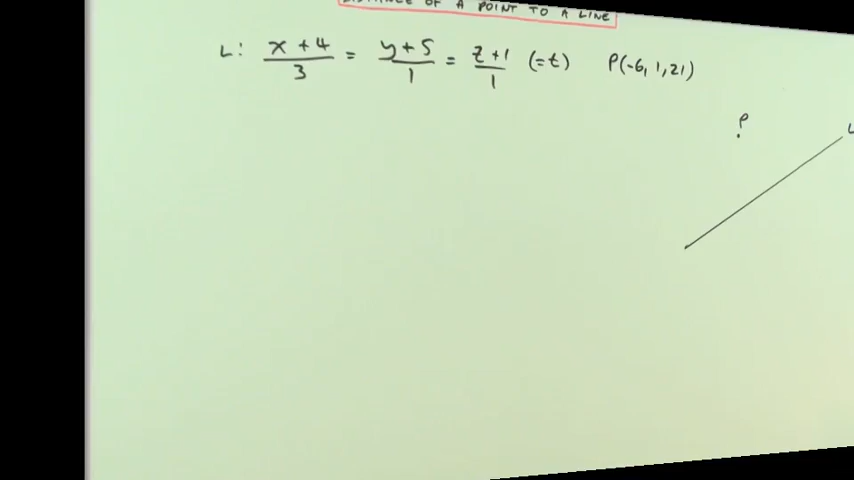 DISTANCE OF A POINT TO A LINE
L: (x+4)/3 = (y+5)/1 = (z+1)/1 (=t) P(-6, 1, 21)
P
L